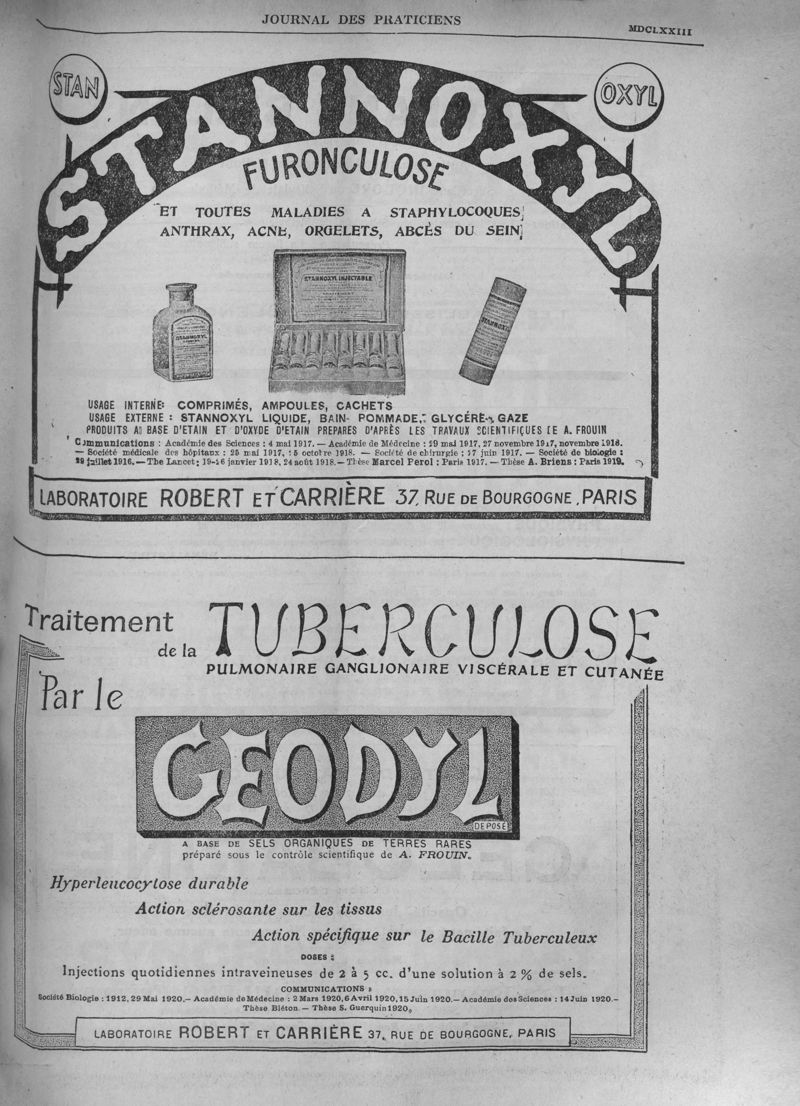 JOURNAL DES PRATICIENS
MDCLXXIII
STAN
OXYL
STANNOXYL
FURONCULOSE
ET TOUTES MALADIES A STAPHYLOCOQUES,
ANTHRAX, ACNE, ORGELETS, ABCÈS DU SEIN
STANNOXYL INJECTABLE
STANNOXYL
STANNOXYL
USAGE INTERNE: COMPRIMÉS, AMPOULES, CACHETS
USAGE EXTERNE : STANNOXYL LIQUIDE, BAIN- POMMADE, GLYCÉRÉ-, GAZE
PRODUITS A BASE D'ETAIN ET D'OXYDE D'ETAIN PREPARES D'APRÈS LES TRAVAUX SCIENTIFIQUES DE A. FROUIN
Communications : Académie des Sciences : 4 mai 1917. — Académie de Médecine : 29 mai 1917, 27 novembre 1917, novembre 1918.
— Société médicale des hôpitaux : 25 mai 1917, 15 octobre 1918. — Société de chirurgie : 17 juin 1917. — Société de biologie :
29 juillet 1916. — The Lancet : 19-16 janvier 1918, 24 août 1918. — Thèse Marcel Perol : Paris 1917. — Thèse A. Briens : Paris 1919.
LABORATOIRE ROBERT ET CARRIÈRE 37, RUE DE BOURGOGNE, PARIS
Traitement
de la TUBERCULOSE
PULMONAIRE GANGLIONAIRE VISCÉRALE ET CUTANÉE
Par le
GEODYL
DEPOSÉ
A BASE DE SELS ORGANIQUES DE TERRES RARES
préparé sous le contrôle scientifique de A. FROUIN.
Hyperleucocytose durable
Action sclérosante sur les tissus
Action spécifique sur le Bacille Tuberculeux
DOSES :
Injections quotidiennes intraveineuses de 2 à 5 cc. d'une solution à 2 % de sels.
COMMUNICATIONS :
Société Biologie : 1912, 29 Mai 1920.— Académie de Médecine : 2 Mars 1920, 6 Avril 1920, 15 Juin 1920.— Académie des Sciences : 14 Juin 1920.—
Thèse Bléton — Thèse S. Guerquin 1920.
LABORATOIRE ROBERT ET CARRIÈRE 37, RUE DE BOURGOGNE, PARIS